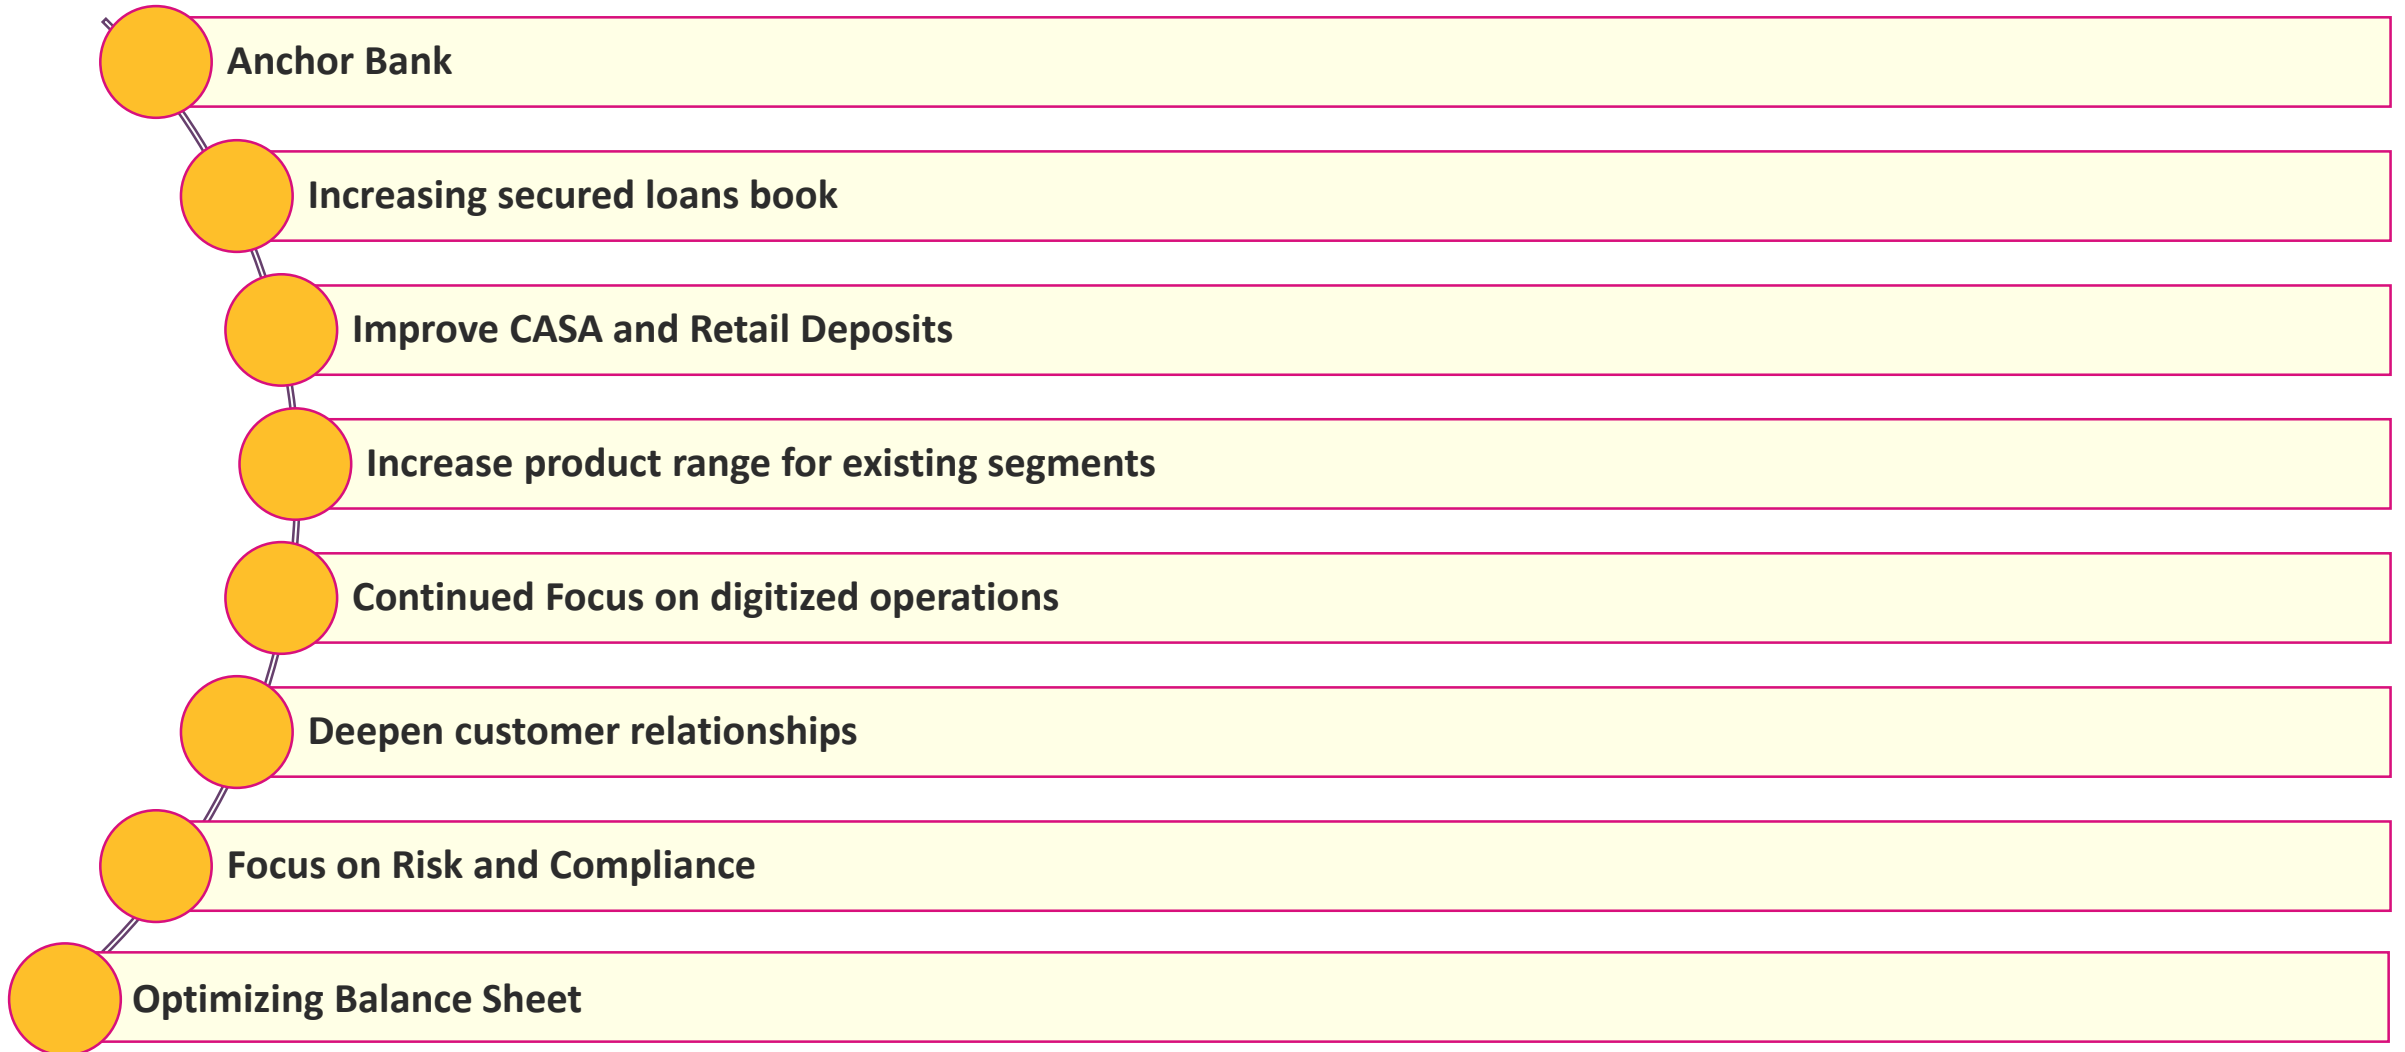 Anchor Bank
Increasing secured loans book
Improve CASA and Retail Deposits
Increase product range for existing segments
Continued Focus on digitized operations
Deepen customer relationships
Focus on Risk and Compliance
Optimizing Balance Sheet